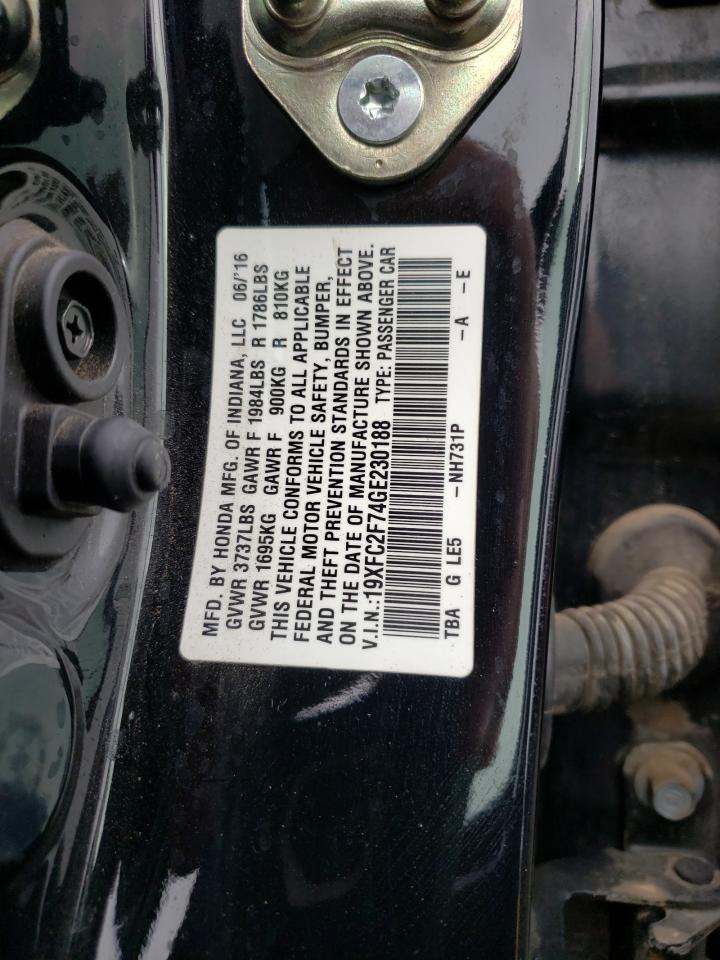 MFD. BY HONDA MFG. OF INDIANA, LLC 06/'16
GVWR 3737LBS GAWR F 1984LBS R 1786LBS
GVWR 1695KG GAWR F 900KG R 810KG
THIS VEHICLE CONFORMS TO ALL APPLICABLE
FEDERAL MOTOR VEHICLE SAFETY, BUMPER,
AND THEFT PREVENTION STANDARDS IN EFFECT
ON THE DATE OF MANUFACTURE SHOWN ABOVE.
V.I.N.:19XFC2F74GE230188 TYPE: PASSENGER CAR
TBA G LE5 -NH731P -A -E